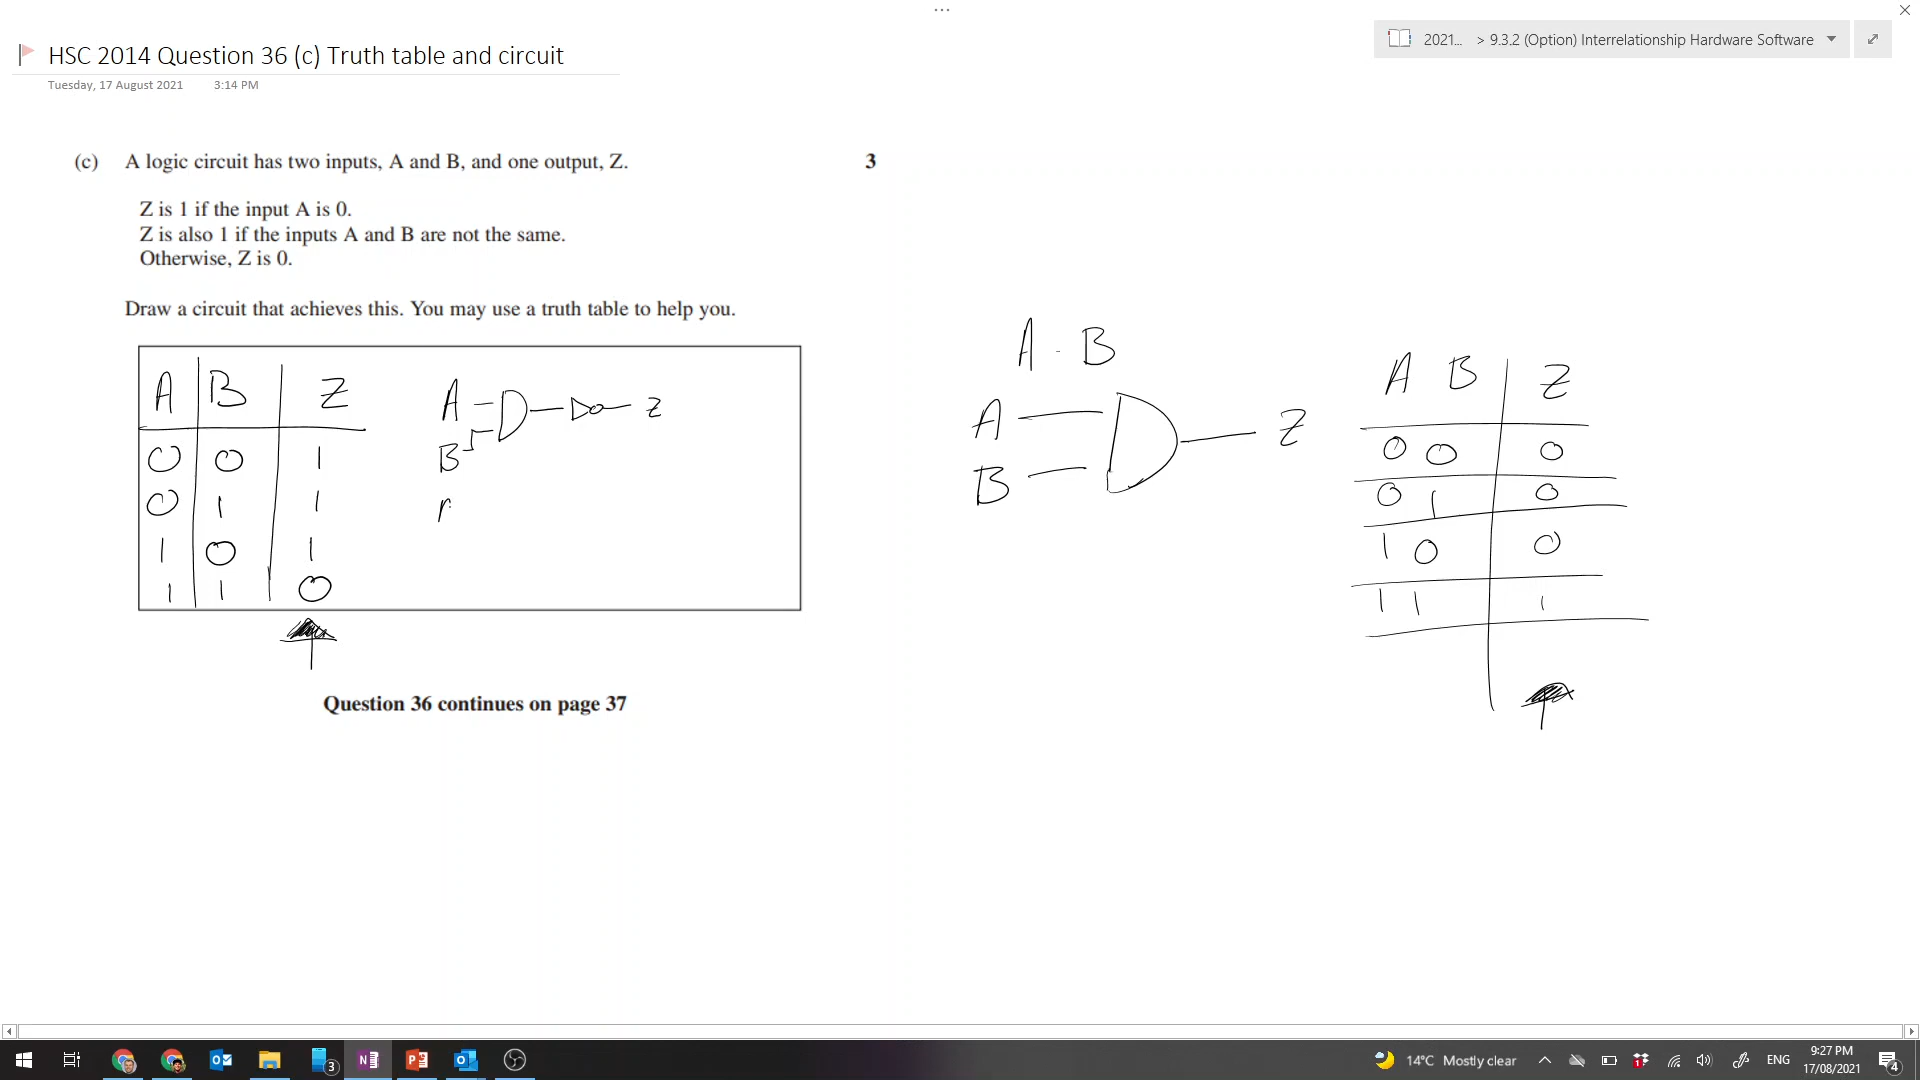 HSC 2014 Question 36 (c) Truth table and circuit
2021... > 9.3.2 (Option) Interrelationship Hardware Software
Tuesday, 17 August 2021 3:14 PM
(c) A logic circuit has two inputs, A and B, and one output, Z. 3
Z is 1 if the input A is 0.
Z is also 1 if the inputs A and B are not the same.
Otherwise, Z is 0.
Draw a circuit that achieves this. You may use a truth table to help you.
A B Z
0 0 1
0 1 1
1 0 1
1 1 0
A
B
Z
A . B
A
B
Z
A B Z
0 0 0
0 1 0
1 0 0
1 1 1
Question 36 continues on page 37
3
14°C Mostly clear
ENG
9:27 PM
17/08/2021
4